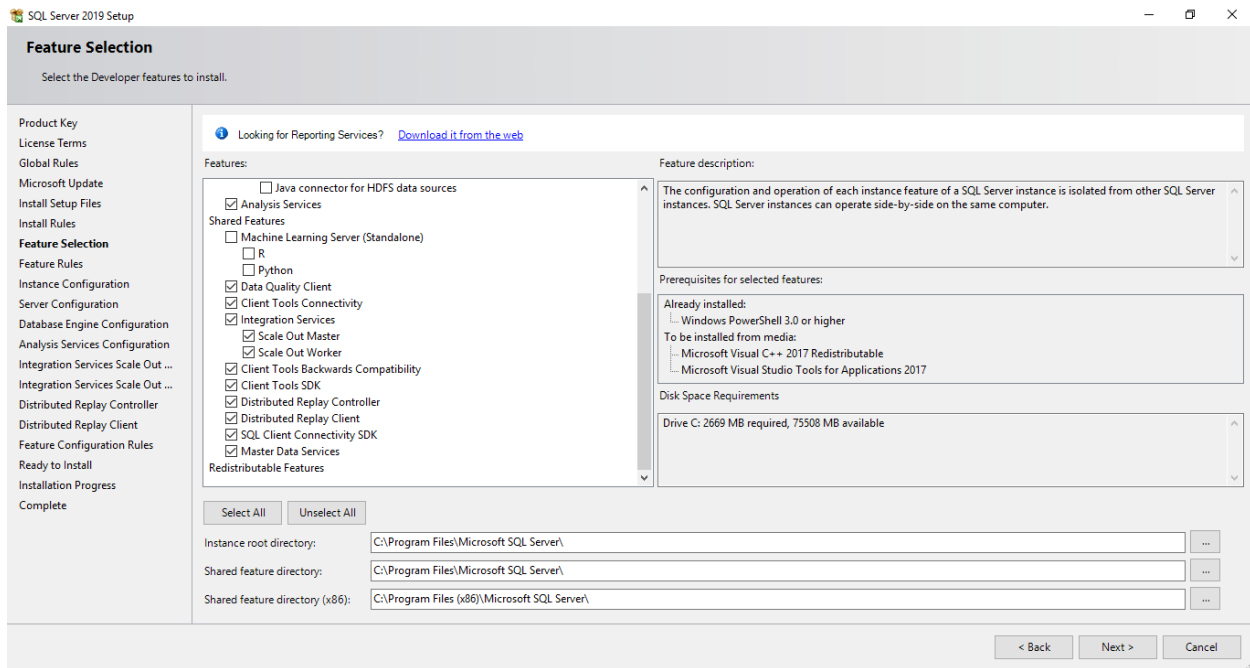 SQL Server 2019 Setup
Feature Selection
Select the Developer features to install.
Product Key
License Terms
Global Rules
Microsoft Update
Install Setup Files
Install Rules
Feature Selection
Feature Rules
Instance Configuration
Server Configuration
Database Engine Configuration
Analysis Services Configuration
Integration Services Scale Out ...
Integration Services Scale Out ...
Distributed Replay Controller
Distributed Replay Client
Feature Configuration Rules
Ready to Install
Installation Progress
Complete
Looking for Reporting Services? Download it from the web
Features:
Java connector for HDFS data sources
Analysis Services
Shared Features
Machine Learning Server (Standalone)
R
Python
Data Quality Client
Client Tools Connectivity
Integration Services
Scale Out Master
Scale Out Worker
Client Tools Backwards Compatibility
Client Tools SDK
Distributed Replay Controller
Distributed Replay Client
SQL Client Connectivity SDK
Master Data Services
Redistributable Features
Feature description:
The configuration and operation of each instance feature of a SQL Server instance is isolated from other SQL Server
instances. SQL Server instances can operate side-by-side on the same computer.
Prerequisites for selected features:
Already installed:
Windows PowerShell 3.0 or higher
To be installed from media:
Microsoft Visual C++ 2017 Redistributable
Microsoft Visual Studio Tools for Applications 2017
Disk Space Requirements
Drive C: 2669 MB required, 75508 MB available
Select All
Unselect All
Instance root directory: C:\Program Files\Microsoft SQL Server\ ...
Shared feature directory: C:\Program Files\Microsoft SQL Server\ ...
Shared feature directory (x86): C:\Program Files (x86)\Microsoft SQL Server\ ...
< Back
Next >
Cancel